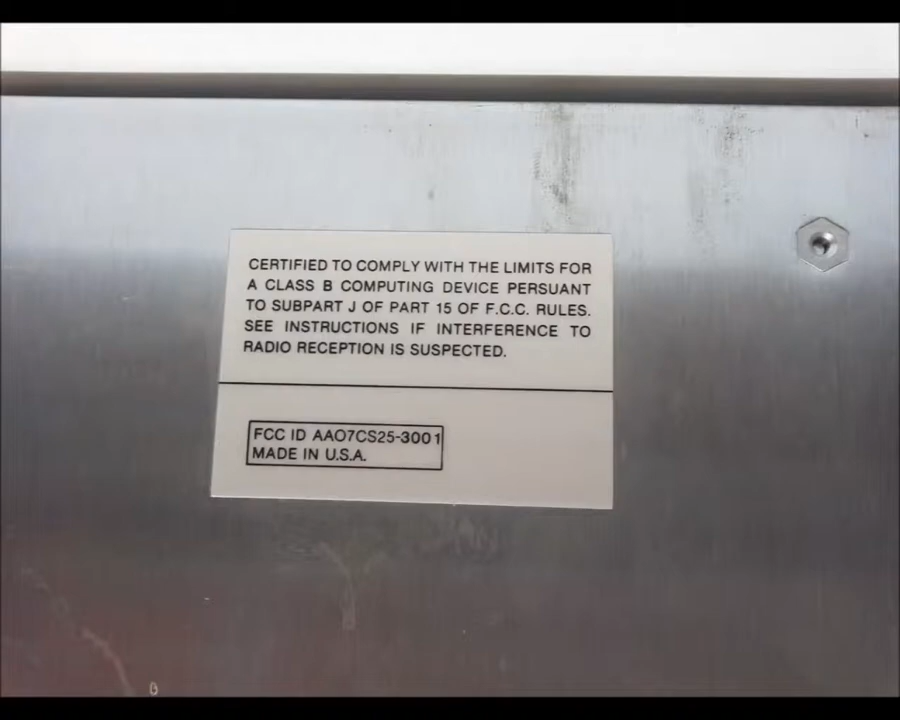 CERTIFIED TO COMPLY WITH THE LIMITS FOR
A CLASS B COMPUTING DEVICE PERSUANT
TO SUBPART J OF PART 15 OF F.C.C. RULES.
SEE INSTRUCTIONS IF INTERFERENCE TO
RADIO RECEPTION IS SUSPECTED.
FCC ID AAO7CS25-3001
MADE IN U.S.A.